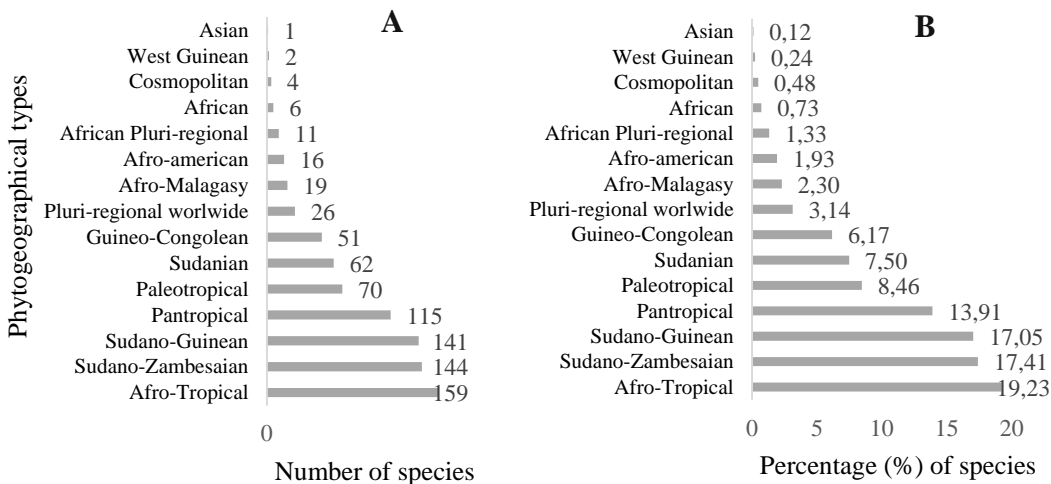 A
Phytogeographical types
Asian 1
West Guinean 2
Cosmopolitan 4
African 6
African Pluri-regional 11
Afro-american 16
Afro-Malagasy 19
Pluri-regional worlwide 26
Guineo-Congolean 51
Sudanian 62
Paleotropical 70
Pantropical 115
Sudano-Guinean 141
Sudano-Zambesaian 144
Afro-Tropical 159
0
Number of species
B
Asian 0,12
West Guinean 0,24
Cosmopolitan 0,48
African 0,73
African Pluri-regional 1,33
Afro-american 1,93
Afro-Malagasy 2,30
Pluri-regional worlwide 3,14
Guineo-Congolean 6,17
Sudanian 7,50
Paleotropical 8,46
Pantropical 13,91
Sudano-Guinean 17,05
Sudano-Zambesaian 17,41
Afro-Tropical 19,23
0 5 10 15 20
Percentage (%) of species